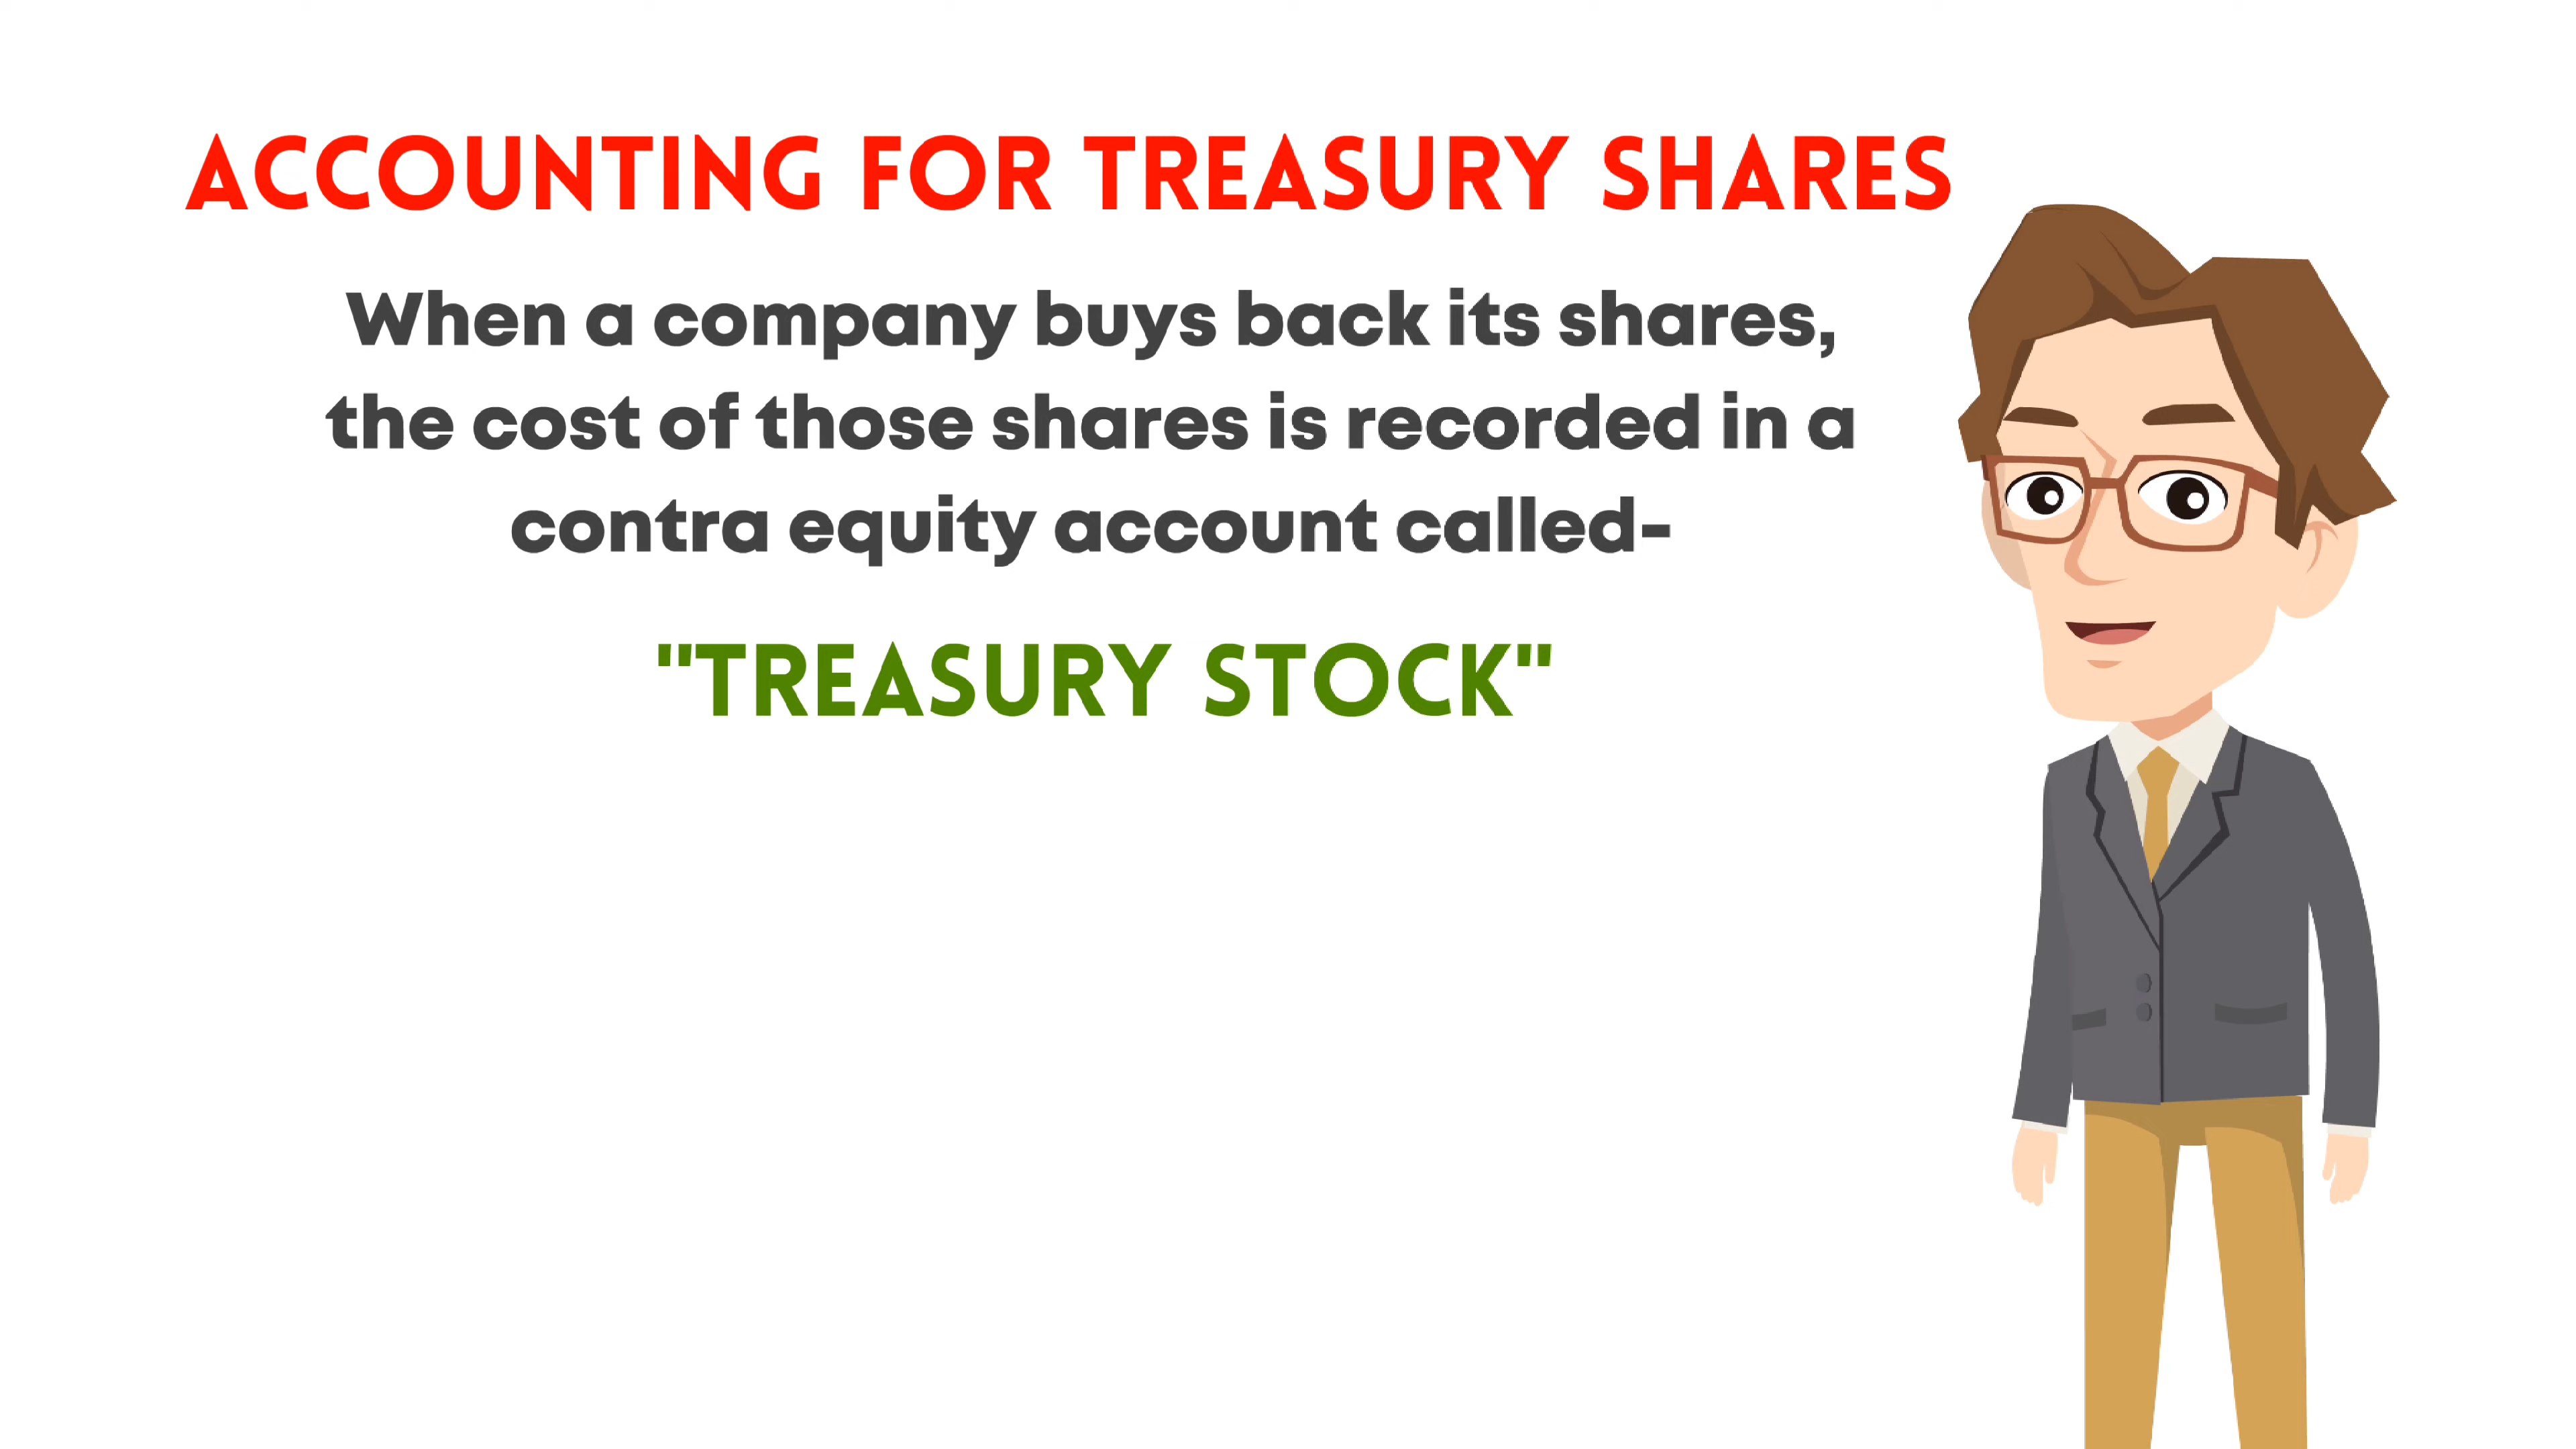 ACCOUNTING FOR TREASURY SHARES
When a company buys back its shares,
the cost of those shares is recorded in a
contra equity account called-
"TREASURY STOCK"